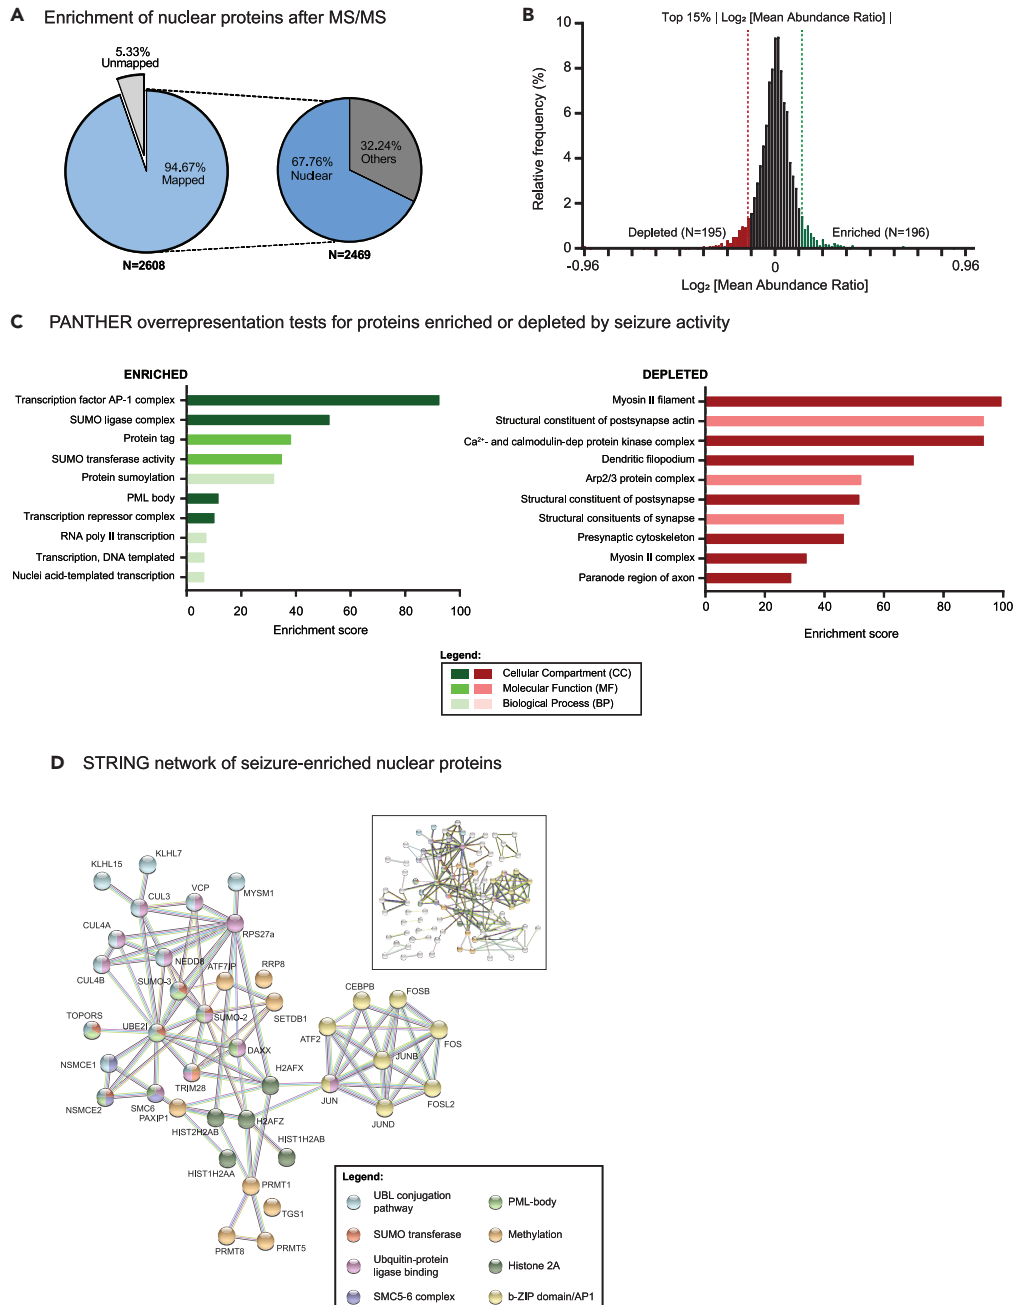 A Enrichment of nuclear proteins after MS/MS
5.33%
Unmapped
94.67%
Mapped
N=2608
67.76%
Nuclear
32.24%
Others
N=2469
B
Top 15% | Log₂ [Mean Abundance Ratio] |
Relative frequency (%)
10
8
6
4
2
0
Depleted (N=195)
Enriched (N=196)
-0.96
0
0.96
Log₂ [Mean Abundance Ratio]
C PANTHER overrepresentation tests for proteins enriched or depleted by seizure activity
ENRICHED
Transcription factor AP-1 complex
SUMO ligase complex
Protein tag
SUMO transferase activity
Protein sumoylation
PML body
Transcription repressor complex
RNA poly II transcription
Transcription, DNA templated
Nuclei acid-templated transcription
0 20 40 60 80 100
Enrichment score
DEPLETED
Myosin II filament
Structural constituent of postsynapse actin
Ca²⁺- and calmodulin-dep protein kinase complex
Dendritic filopodium
Arp2/3 protein complex
Structural constituent of postsynapse
Structural consituents of synapse
Presynaptic cytoskeleton
Myosin II complex
Paranode region of axon
0 20 40 60 80 100
Enrichment score
Legend:
Cellular Compartment (CC)
Molecular Function (MF)
Biological Process (BP)
D STRING network of seizure-enriched nuclear proteins
KLHL7
KLHL15
CUL3
VCP
MYSM1
RPS27a
CUL4A
NEDD8
ATF7IP
RRP8
CUL4B
SUMO-3
SETDB1
TOPORS
UBE2I
SUMO-2
DAXX
NSMCE1
TRIM28
H2AFX
NSMCE2
SMC6
PAXIP1
HIST2H2AB
H2AFZ
HIST1H2AB
HIST1H2AA
PRMT1
TGS1
PRMT8
PRMT5
CEBPB
FOSB
ATF2
FOS
JUNB
JUN
FOSL2
JUND
Legend:
UBL conjugation
pathway
SUMO transferase
Ubquitin-protein
ligase binding
SMC5-6 complex
PML-body
Methylation
Histone 2A
b-ZIP domain/AP1